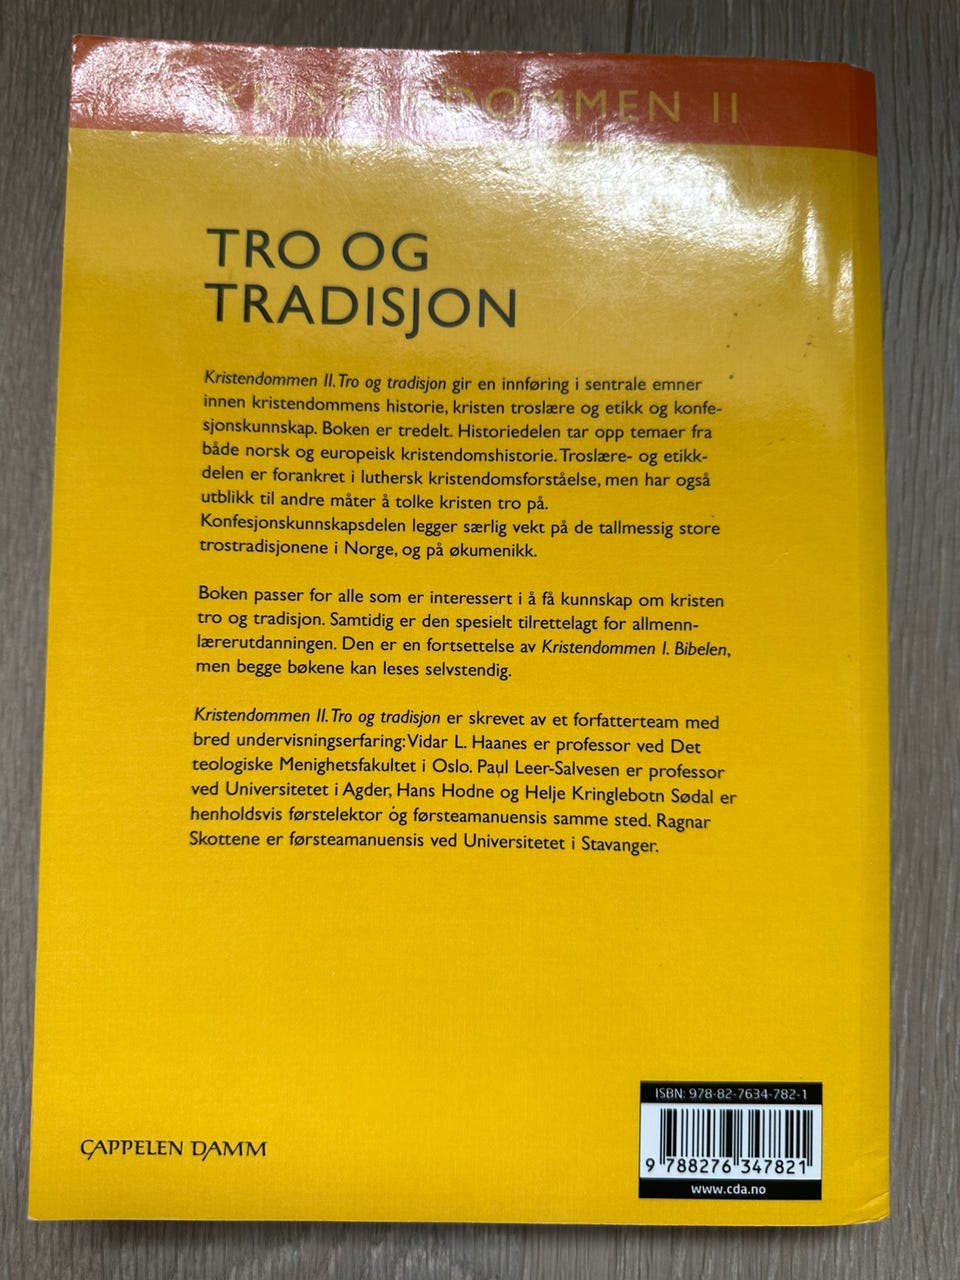 KRISTENDOMMEN II
TRO OG
TRADISJON
Kristendommen II. Tro og tradisjon gir en innføring i sentrale emner
innen kristendommens historie, kristen troslære og etikk og konfe-
sjonskunnskap. Boken er tredelt. Historiedelen tar opp temaer fra
både norsk og europeisk kristendomshistorie. Troslære- og etikk-
delen er forankret i luthersk kristendomsforståelse, men har også
utblikk til andre måter å tolke kristen tro på.
Konfesjonskunnskapsdelen legger særlig vekt på de tallmessig store
trostradisjonene i Norge, og på økumenikk.
Boken passer for alle som er interessert i å få kunnskap om kristen
tro og tradisjon. Samtidig er den spesielt tilrettelagt for allmenn-
lærerutdanningen. Den er en fortsettelse av Kristendommen I. Bibelen,
men begge bøkene kan leses selvstendig.
Kristendommen II. Tro og tradisjon er skrevet av et forfatterteam med
bred undervisningserfaring: Vidar L. Haanes er professor ved Det
teologiske Menighetsfakultet i Oslo. Paul Leer-Salvesen er professor
ved Universitetet i Agder, Hans Hodne og Helje Kringlebotn Sødal er
henholdsvis førstelektor og førsteamanuensis samme sted. Ragnar
Skottene er førsteamanuensis ved Universitetet i Stavanger.
CAPPELEN DAMM
ISBN: 978-82-7634-782-1
9 788276 347821
www.cda.no